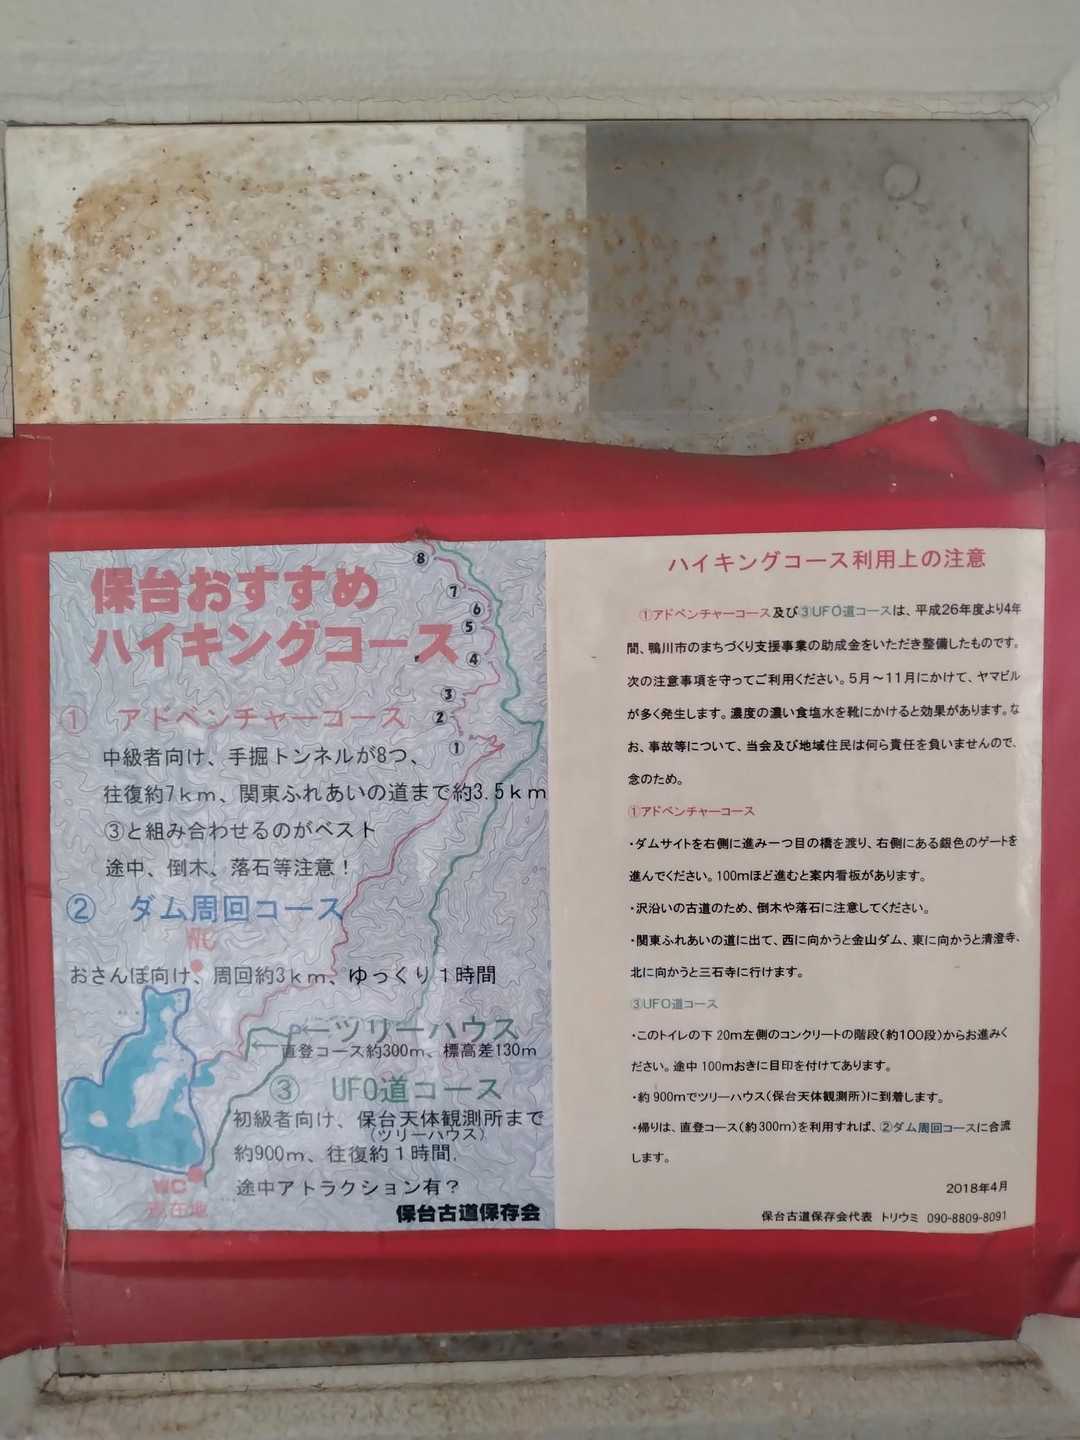 保台おすすめ
ハイキングコース
① アドベンチャーコース
中級者向け、手掘トンネルが8つ、
往復約7ｋｍ、関東ふれあいの道まで約3.5ｋｍ
③と組み合わせるのがベスト
途中、倒木、落石等注意！
② ダム周回コース
WC
おさんぽ向け、周回約3ｋｍ、ゆっくり１時間
←ツリーハウス
←直登コース約300m、標高差130m
③ UFO道コース
初級者向け、保台天体観測所まで
(ツリーハウス)
約900m、往復約１時間、
途中アトラクション有？
WC
現在地
保台古道保存会
⑧
⑦
⑥
⑤
④
③
②
①
ハイキングコース利用上の注意
①アドベンチャーコース及び③UFO道コースは、平成26年度より4年
間、鴨川市のまちづくり支援事業の助成金をいただき整備したものです。
次の注意事項を守ってご利用ください。5月～11月にかけて、ヤマビル
が多く発生します。濃度の濃い食塩水を靴にかけると効果があります。な
お、事故等について、当会及び地域住民は何ら責任を負いませんので、
念のため。
①アドベンチャーコース
・ダムサイトを右側に進み一つ目の橋を渡り、右側にある銀色のゲートを
進んでください。100mほど進むと案内看板があります。
・沢沿いの古道のため、倒木や落石に注意してください。
・関東ふれあいの道に出て、西に向かうと金山ダム、東に向かうと清澄寺、
北に向かうと三石寺に行けます。
③UFO道コース
・このトイレの下 20m左側のコンクリートの階段（約100段）からお進みく
ださい。途中 100mおきに目印を付けてあります。
・約 900mでツリーハウス（保台天体観測所）に到着します。
・帰りは、直登コース（約300m）を利用すれば、②ダム周回コースに合流
します。
2018年4月
保台古道保存会代表 トリウミ 090-8809-8091